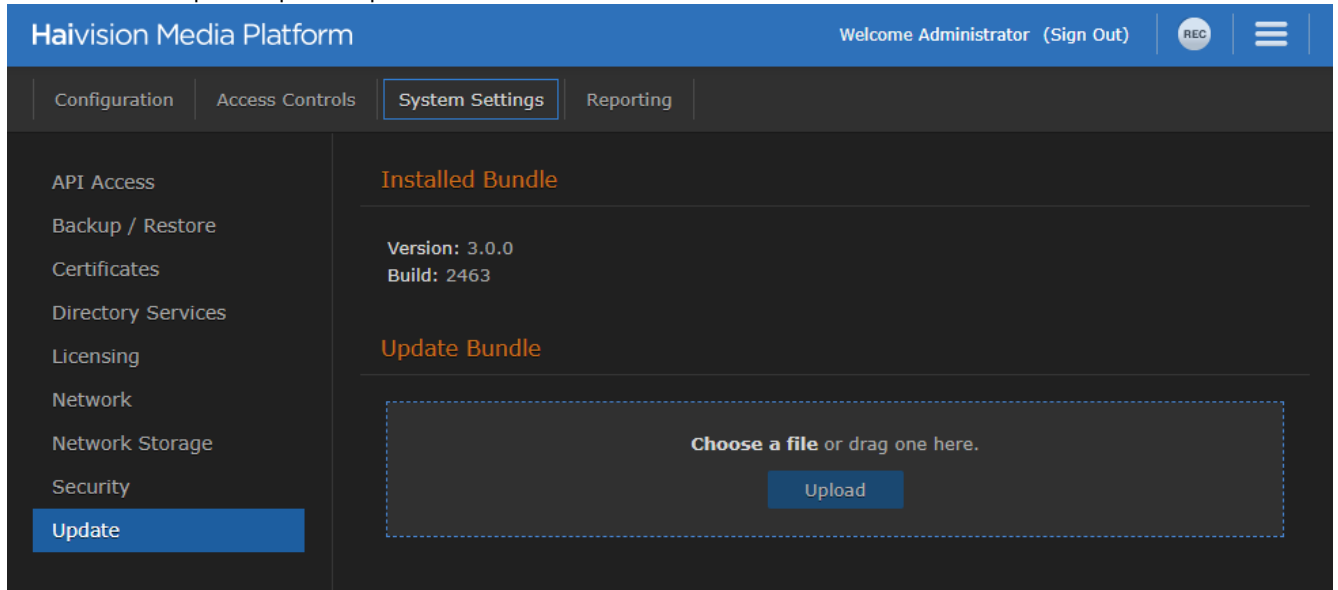 Haivision Media Platform
Welcome Administrator (Sign Out)
REC
Configuration
Access Controls
System Settings
Reporting
API Access
Backup / Restore
Certificates
Directory Services
Licensing
Network
Network Storage
Security
Update
Installed Bundle
Version: 3.0.0
Build: 2463
Update Bundle
Choose a file or drag one here.
Upload